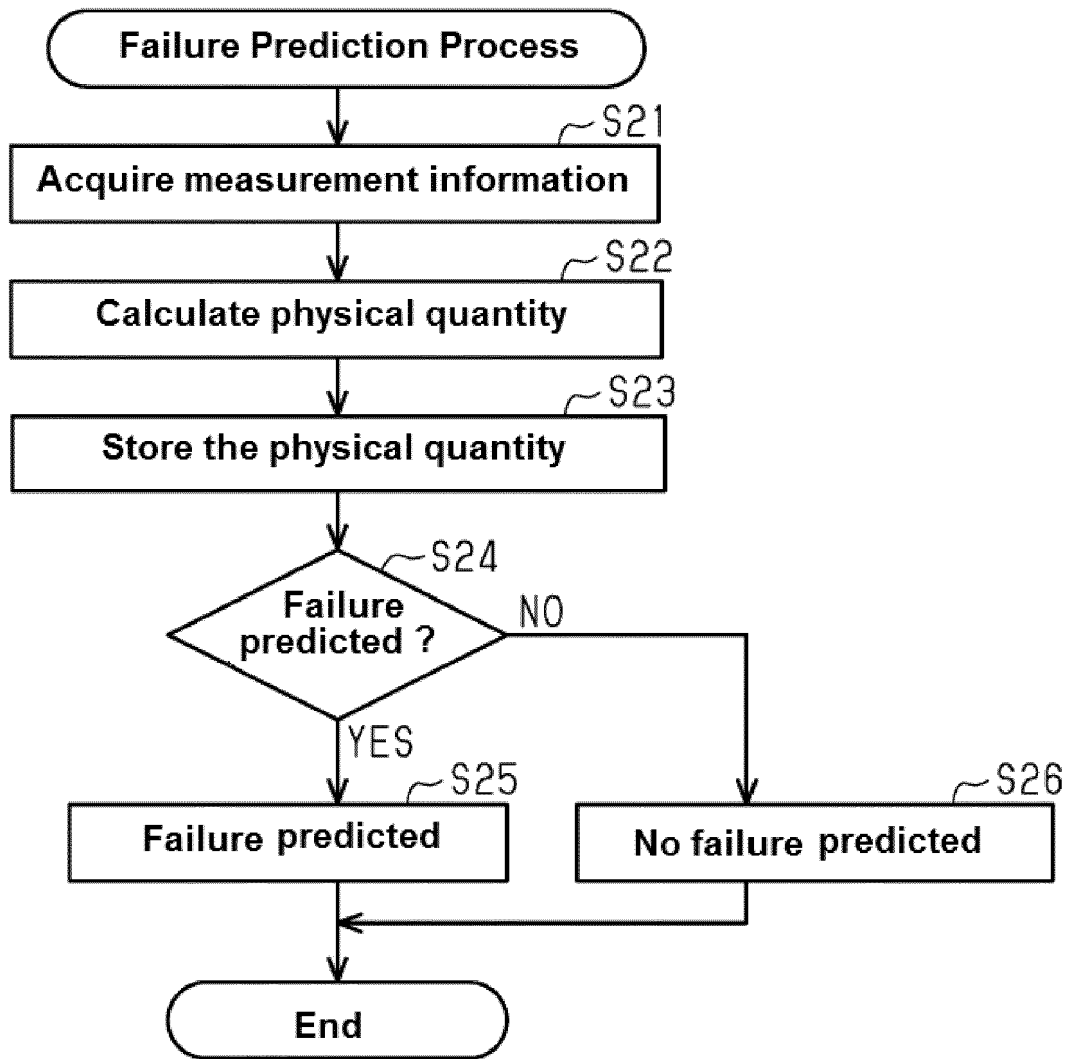 Failure Prediction Process
S21
Acquire measurement information
S22
Calculate physical quantity
S23
Store the physical quantity
S24
Failure
predicted ?
NO
YES
S25
Failure predicted
S26
No failure predicted
End